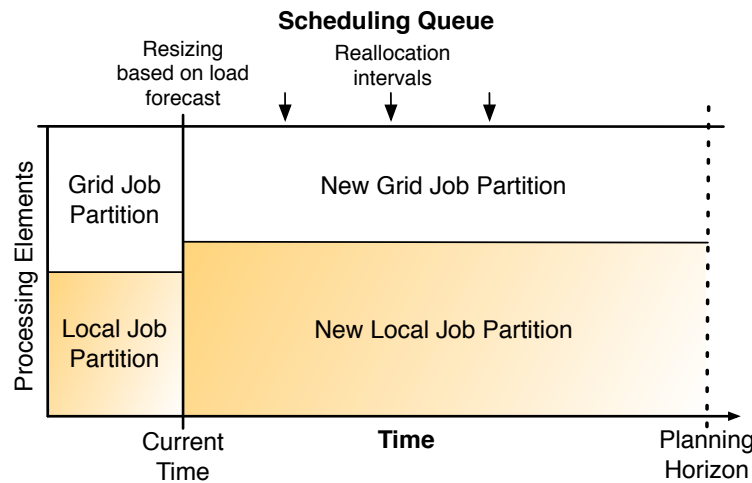 Scheduling Queue
Resizing
based on load
forecast
Reallocation
intervals
Processing Elements
Grid Job
Partition
New Grid Job Partition
Local Job
Partition
New Local Job Partition
Current
Time
Time
Planning
Horizon